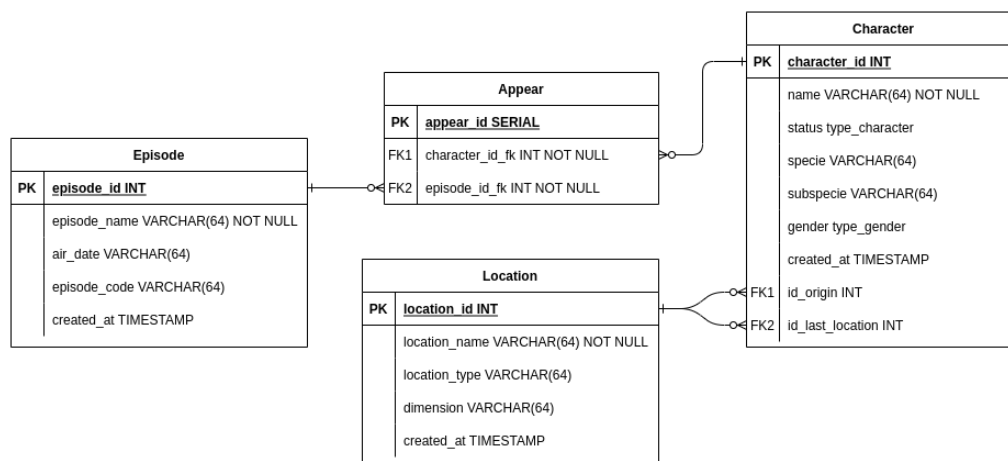 Character
PK character_id INT
name VARCHAR(64) NOT NULL
status type_character
specie VARCHAR(64)
subspecie VARCHAR(64)
gender type_gender
created_at TIMESTAMP
FK1 id_origin INT
FK2 id_last_location INT
Appear
PK appear_id SERIAL
FK1 character_id_fk INT NOT NULL
FK2 episode_id_fk INT NOT NULL
Episode
PK episode_id INT
episode_name VARCHAR(64) NOT NULL
air_date VARCHAR(64)
episode_code VARCHAR(64)
created_at TIMESTAMP
Location
PK location_id INT
location_name VARCHAR(64) NOT NULL
location_type VARCHAR(64)
dimension VARCHAR(64)
created_at TIMESTAMP